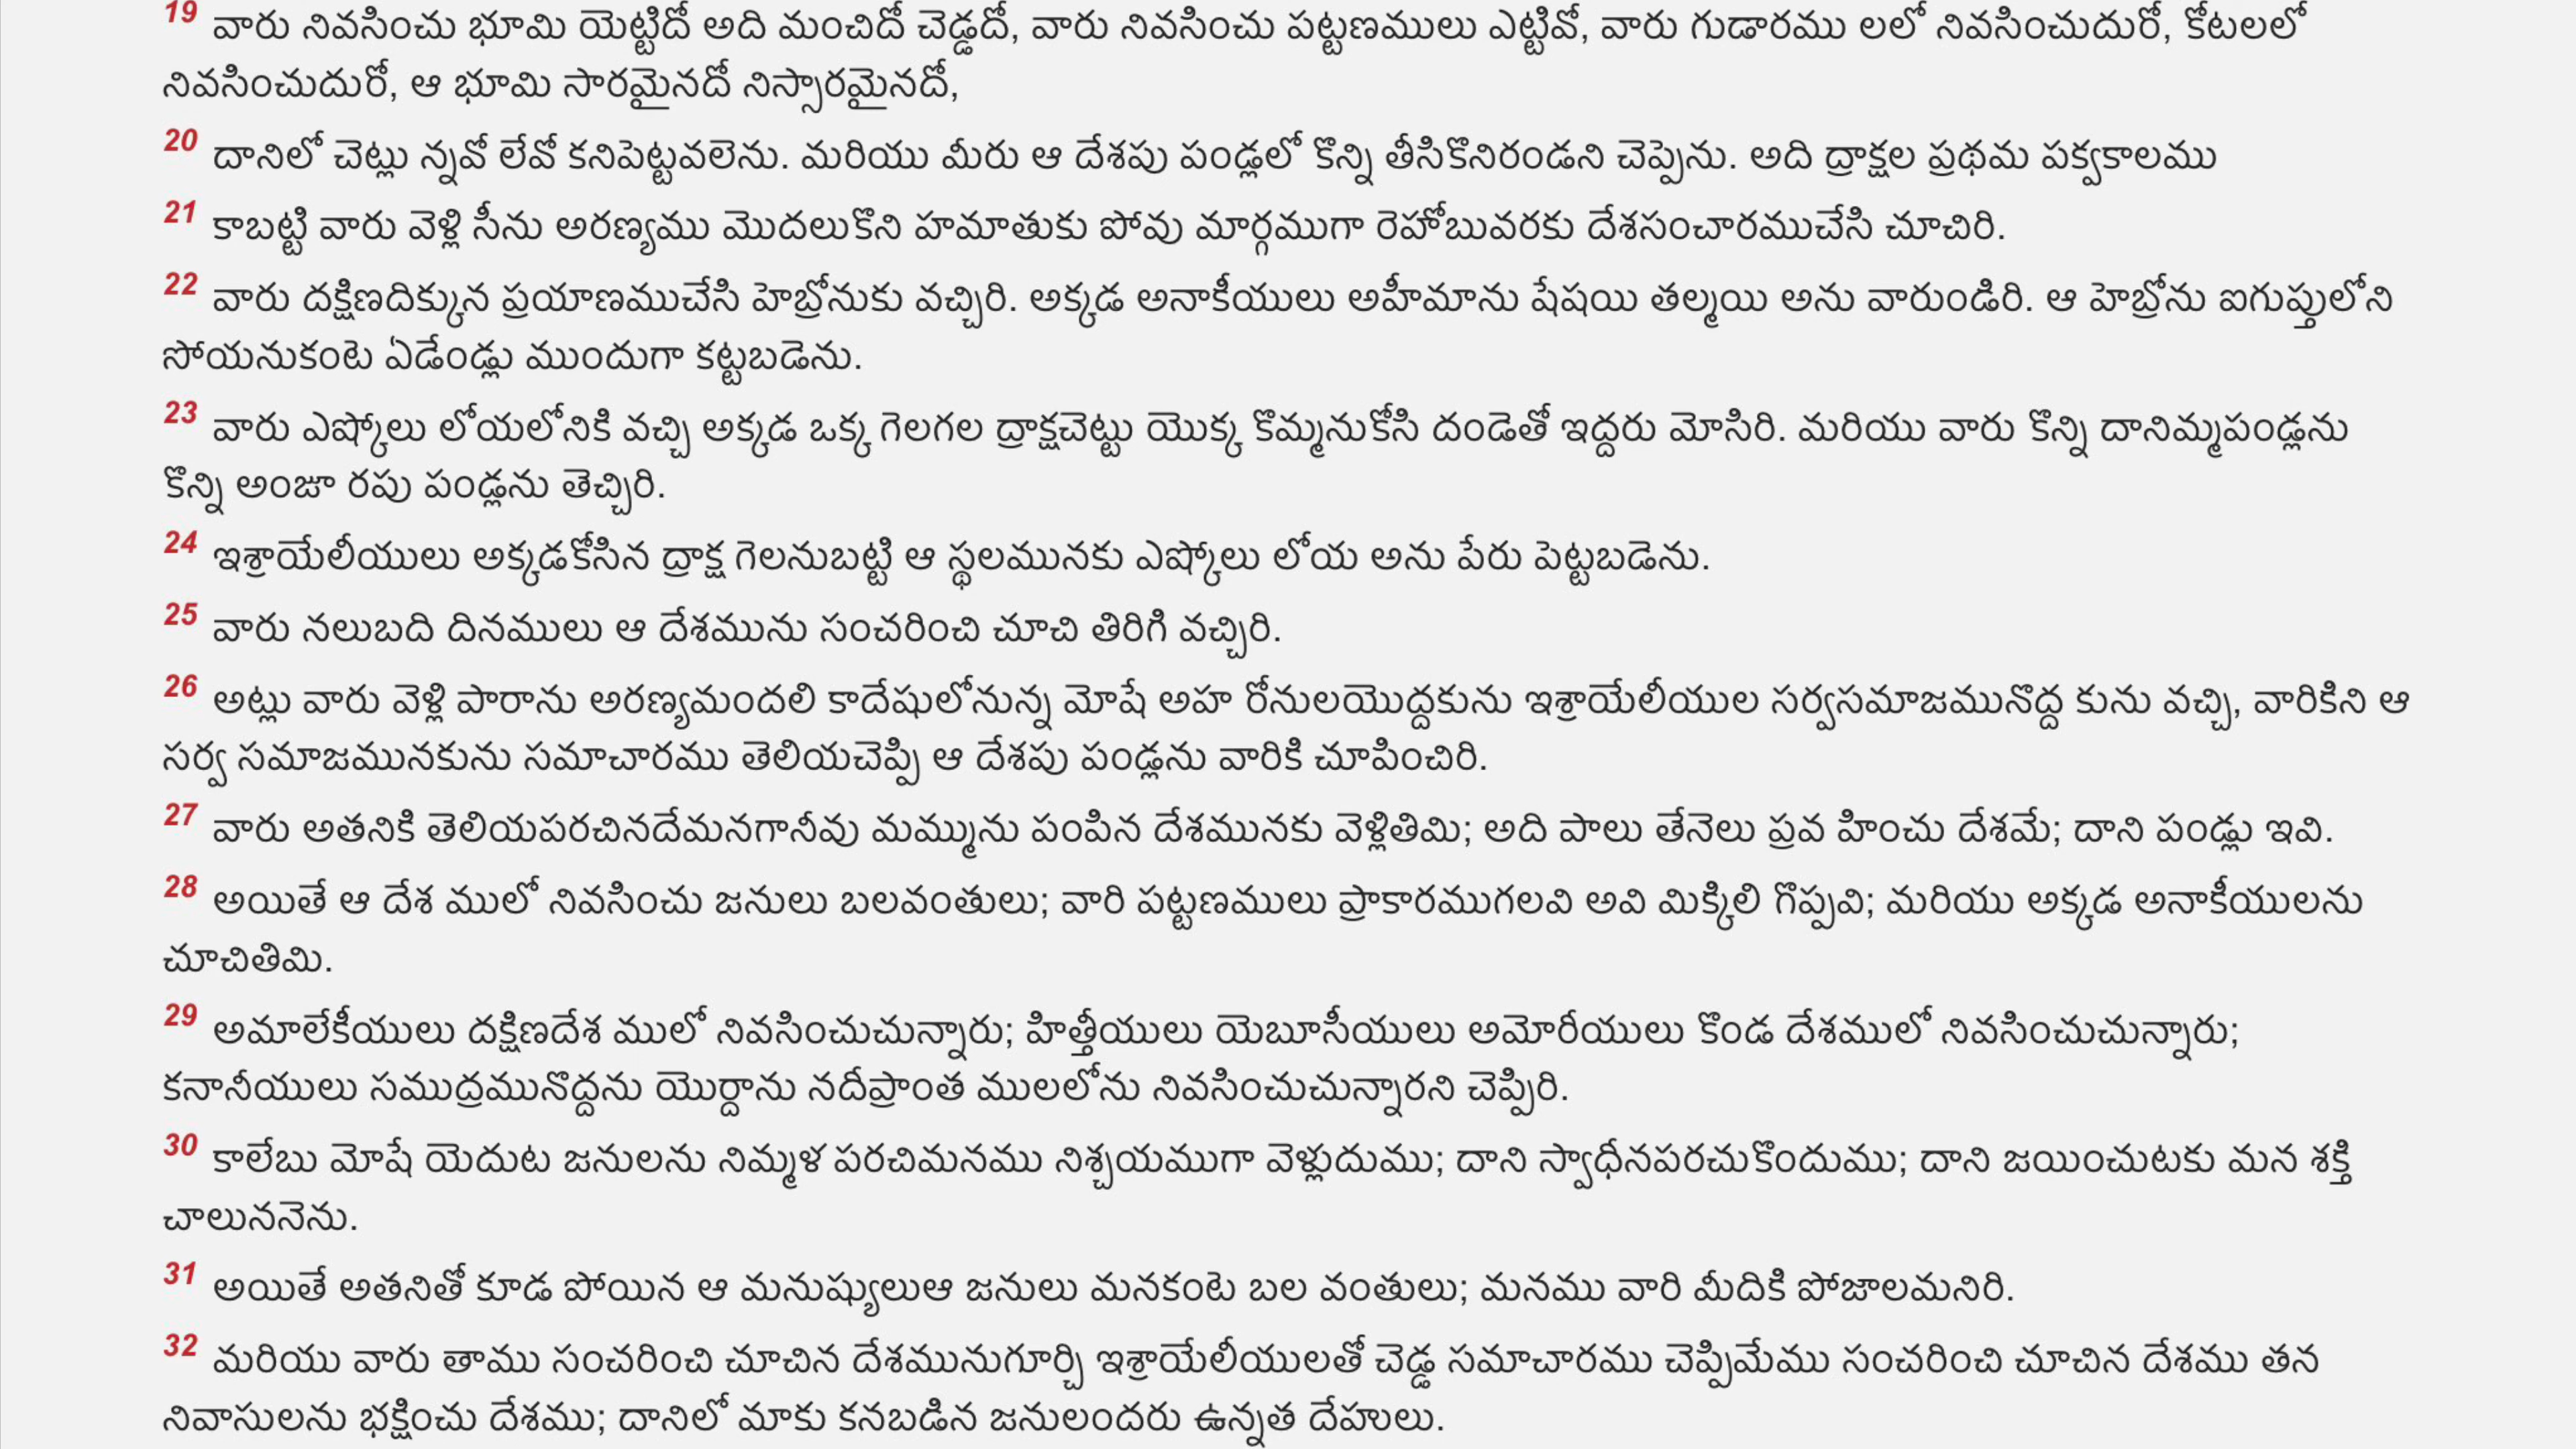 19 వారు నివసించు భూమి యెట్టిదో అది మంచిదో చెడ్డదో, వారు నివసించు పట్టణములు ఎట్టివో, వారు గుడారము లలో నివసించుదురో, కోటలలో
నివసించుదురో, ఆ భూమి సారమైనదో నిస్సారమైనదో,
20 దానిలో చెట్లు న్నవో లేవో కనిపెట్టవలెను. మరియు మీరు ఆ దేశపు పండ్లలో కొన్ని తీసికొనిరండని చెప్పెను. అది ద్రాక్షల ప్రథమ పక్వకాలము
21 కాబట్టి వారు వెళ్లి సీను అరణ్యము మొదలుకొని హమాతుకు పోవు మార్గముగా రెహోబువరకు దేశసంచారముచేసి చూచిరి.
22 వారు దక్షిణదిక్కున ప్రయాణముచేసి హెబ్రోనుకు వచ్చిరి. అక్కడ అనాకీయులు అహీమాను షేషయి తల్మయి అను వారుండిరి. ఆ హెబ్రోను ఐగుప్తులోని
సోయనుకంటె ఏడేండ్లు ముందుగా కట్టబడెను.
23 వారు ఎష్కోలు లోయలోనికి వచ్చి అక్కడ ఒక్క గెలగల ద్రాక్షచెట్టు యొక్క కొమ్మనుకోసి దండెతో ఇద్దరు మోసిరి. మరియు వారు కొన్ని దానిమ్మపండ్లను
కొన్ని అంజూ రపు పండ్లను తెచ్చిరి.
24 ఇశ్రాయేలీయులు అక్కడకోసిన ద్రాక్ష గెలనుబట్టి ఆ స్థలమునకు ఎష్కోలు లోయ అను పేరు పెట్టబడెను.
25 వారు నలుబది దినములు ఆ దేశమును సంచరించి చూచి తిరిగి వచ్చిరి.
26 అట్లు వారు వెళ్లి పారాను అరణ్యమందలి కాదేషులోనున్న మోషే అహ రోనులయొద్దకును ఇశ్రాయేలీయుల సర్వసమాజమునొద్ద కును వచ్చి, వారికిని ఆ
సర్వ సమాజమునకును సమాచారము తెలియచెప్పి ఆ దేశపు పండ్లను వారికి చూపించిరి.
27 వారు అతనికి తెలియపరచినదేమనగానీవు మమ్మును పంపిన దేశమునకు వెళ్లితిమి; అది పాలు తేనెలు ప్రవ హించు దేశమే; దాని పండ్లు ఇవి.
28 అయితే ఆ దేశ ములో నివసించు జనులు బలవంతులు; వారి పట్టణములు ప్రాకారముగలవి అవి మిక్కిలి గొప్పవి; మరియు అక్కడ అనాకీయులను
చూచితిమి.
29 అమాలేకీయులు దక్షిణదేశ ములో నివసించుచున్నారు; హిత్తీయులు యెబూసీయులు అమోరీయులు కొండ దేశములో నివసించుచున్నారు;
కనానీయులు సముద్రమునొద్దను యొర్దాను నదీప్రాంత ములలోను నివసించుచున్నారని చెప్పిరి.
30 కాలేబు మోషే యెదుట జనులను నిమ్మళ పరచిమనము నిశ్చయముగా వెళ్లుదుము; దాని స్వాధీనపరచుకొందుము; దాని జయించుటకు మన శక్తి
చాలుననెను.
31 అయితే అతనితో కూడ పోయిన ఆ మనుష్యులుఆ జనులు మనకంటె బల వంతులు; మనము వారి మీదికి పోజాలమనిరి.
32 మరియు వారు తాము సంచరించి చూచిన దేశమునుగూర్చి ఇశ్రాయేలీయులతో చెడ్డ సమాచారము చెప్పిమేము సంచరించి చూచిన దేశము తన
నివాసులను భక్షించు దేశము; దానిలో మాకు కనబడిన జనులందరు ఉన్నత దేహులు.